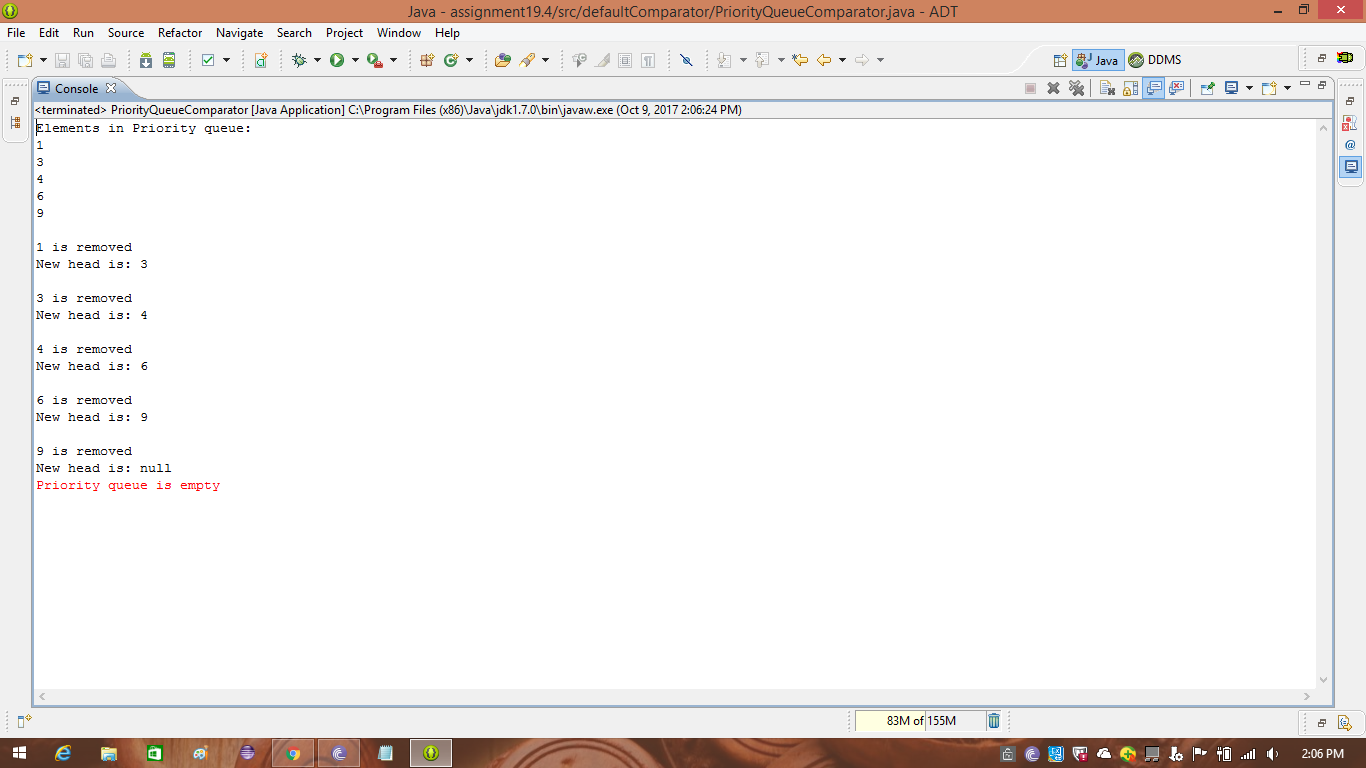 Java - assignment19.4/src/defaultComparator/PriorityQueueComparator.java - ADT
File Edit Run Source Refactor Navigate Search Project Window Help
Java DDMS
Console
<terminated> PriorityQueueComparator [Java Application] C:\Program Files (x86)\Java\jdk1.7.0\bin\javaw.exe (Oct 9, 2017 2:06:24 PM)
Elements in Priority queue:
1
3
4
6
9
1 is removed
New head is: 3
3 is removed
New head is: 4
4 is removed
New head is: 6
6 is removed
New head is: 9
9 is removed
New head is: null
Priority queue is empty
83M of 155M
2:06 PM